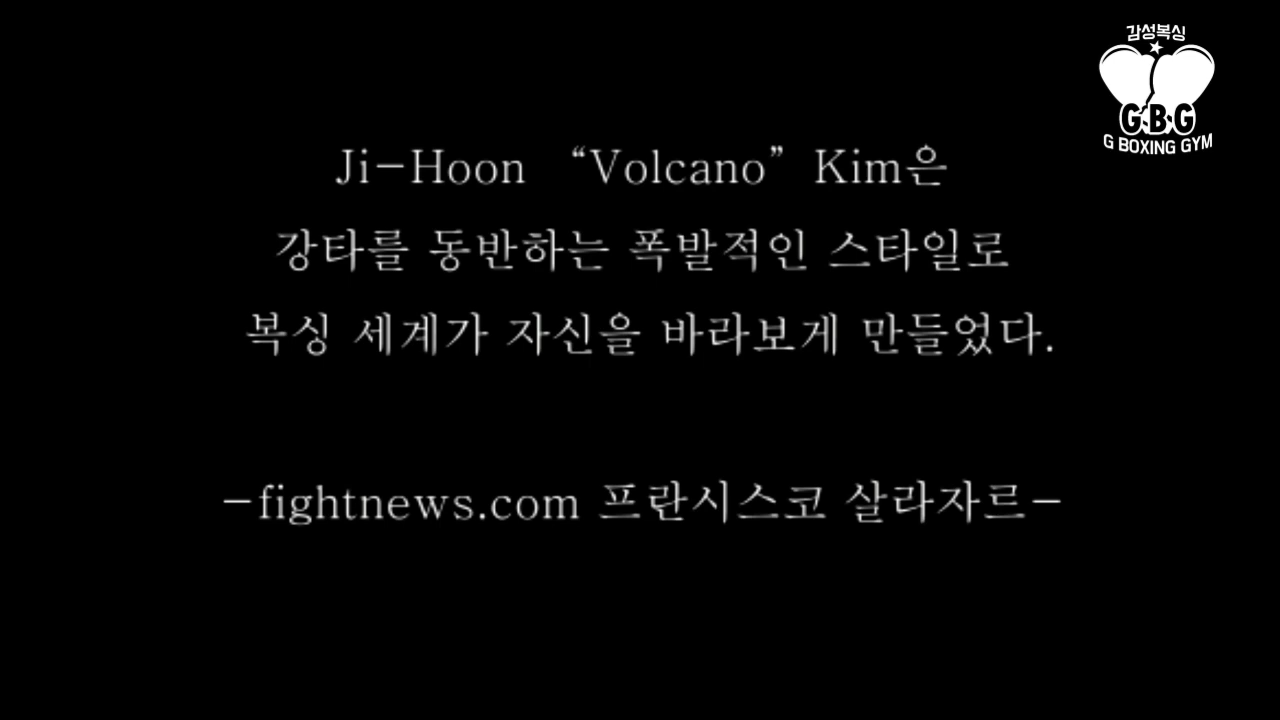 감성복싱
G·B·G
G BOXING GYM
Ji-Hoon “Volcano” Kim은
강타를 동반하는 폭발적인 스타일로
복싱 세계가 자신을 바라보게 만들었다.
-fightnews.com 프란시스코 살라자르-